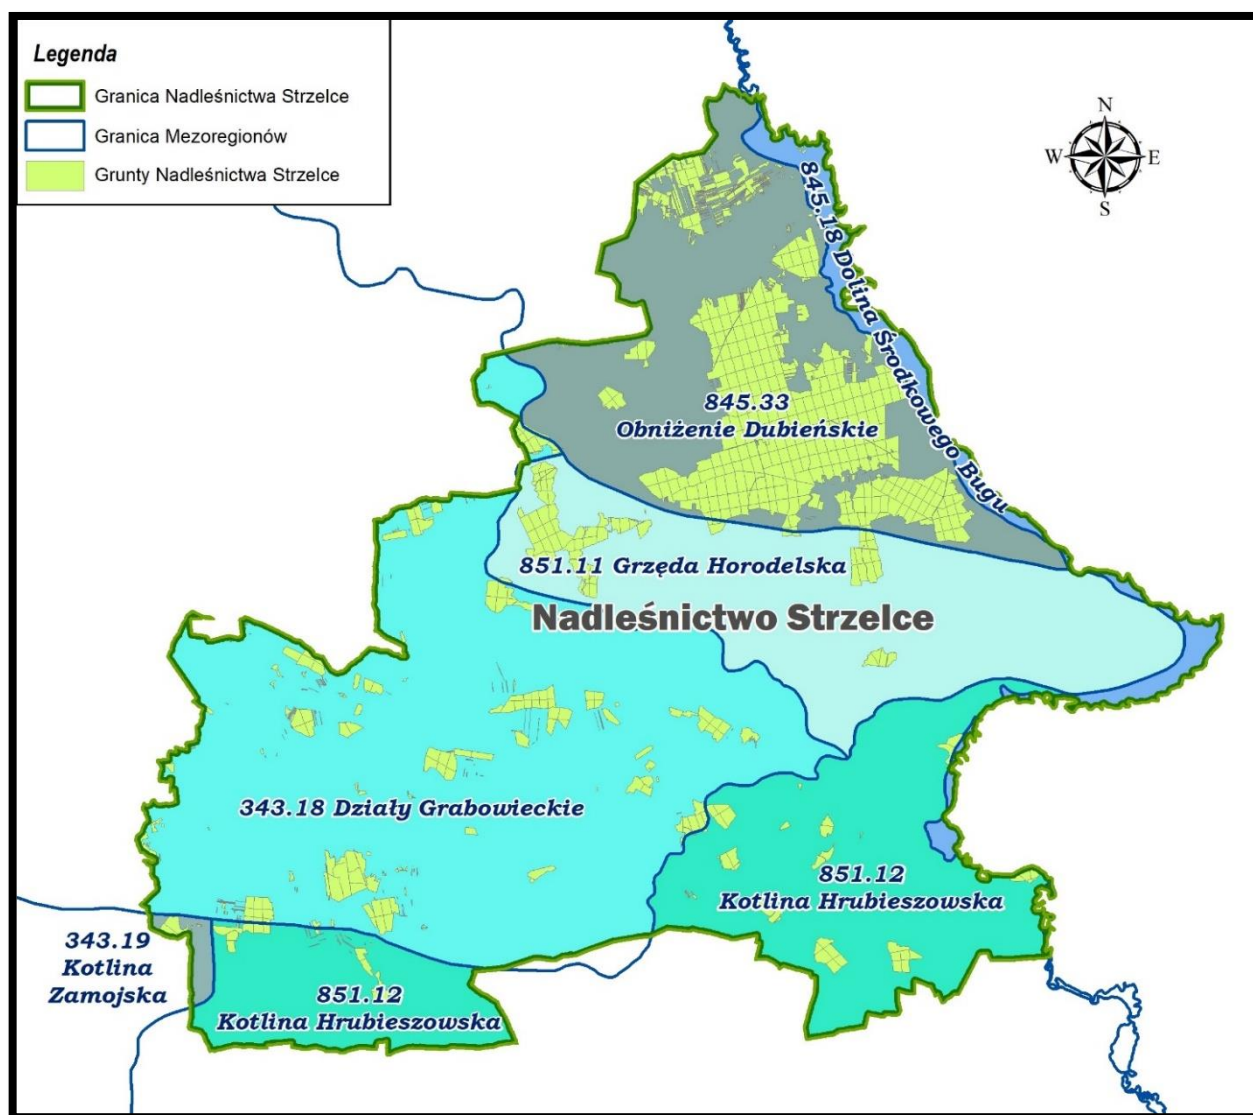 Legenda
Granica Nadleśnictwa Strzelce
Granica Mezoregionów
Grunty Nadleśnictwa Strzelce
N
W E
S
845.18 Dolina Środkowego Bugu
845.33
Obniżenie Dubieńskie
851.11 Grzęda Horodelska
Nadleśnictwo Strzelce
343.18 Działy Grabowieckie
851.12
Kotlina Hrubieszowska
343.19
Kotlina
Zamojska
851.12
Kotlina Hrubieszowska